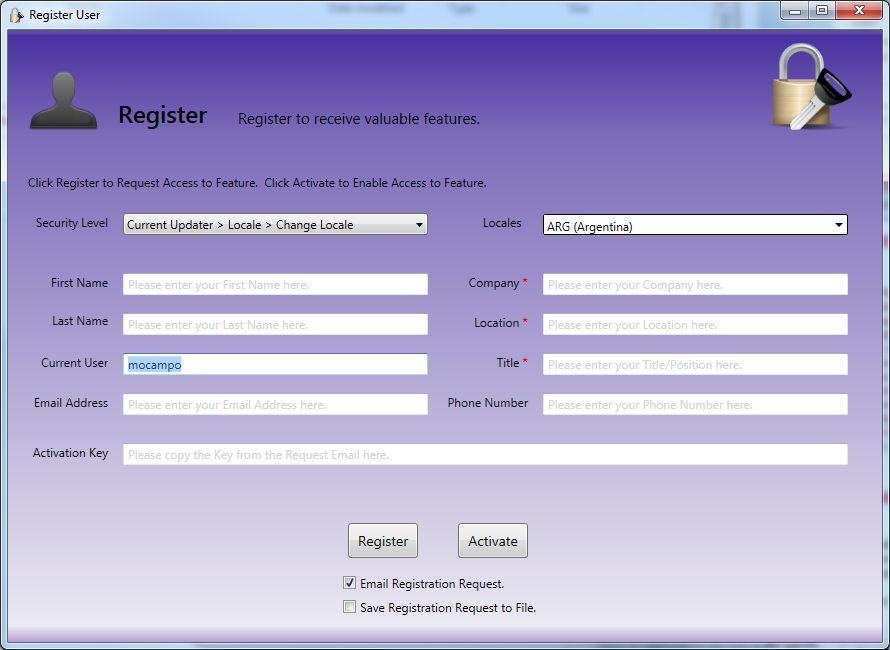 Register User
Date modified Type Size
Register
Register to receive valuable features.
Click Register to Request Access to Feature.  Click Activate to Enable Access to Feature.
Security Level Current Updater > Locale > Change Locale Locales ARG (Argentina)
First Name Please enter your First Name here. Company * Please enter your Company here.
Last Name Please enter your Last Name here. Location * Please enter your Location here.
Current User mocampo Title * Please enter your Title/Position here.
Email Address Please enter your Email Address here. Phone Number Please enter your Phone Number here.
Activation Key Please copy the Key from the Request Email here.
Register Activate
Email Registration Request.
Save Registration Request to File.